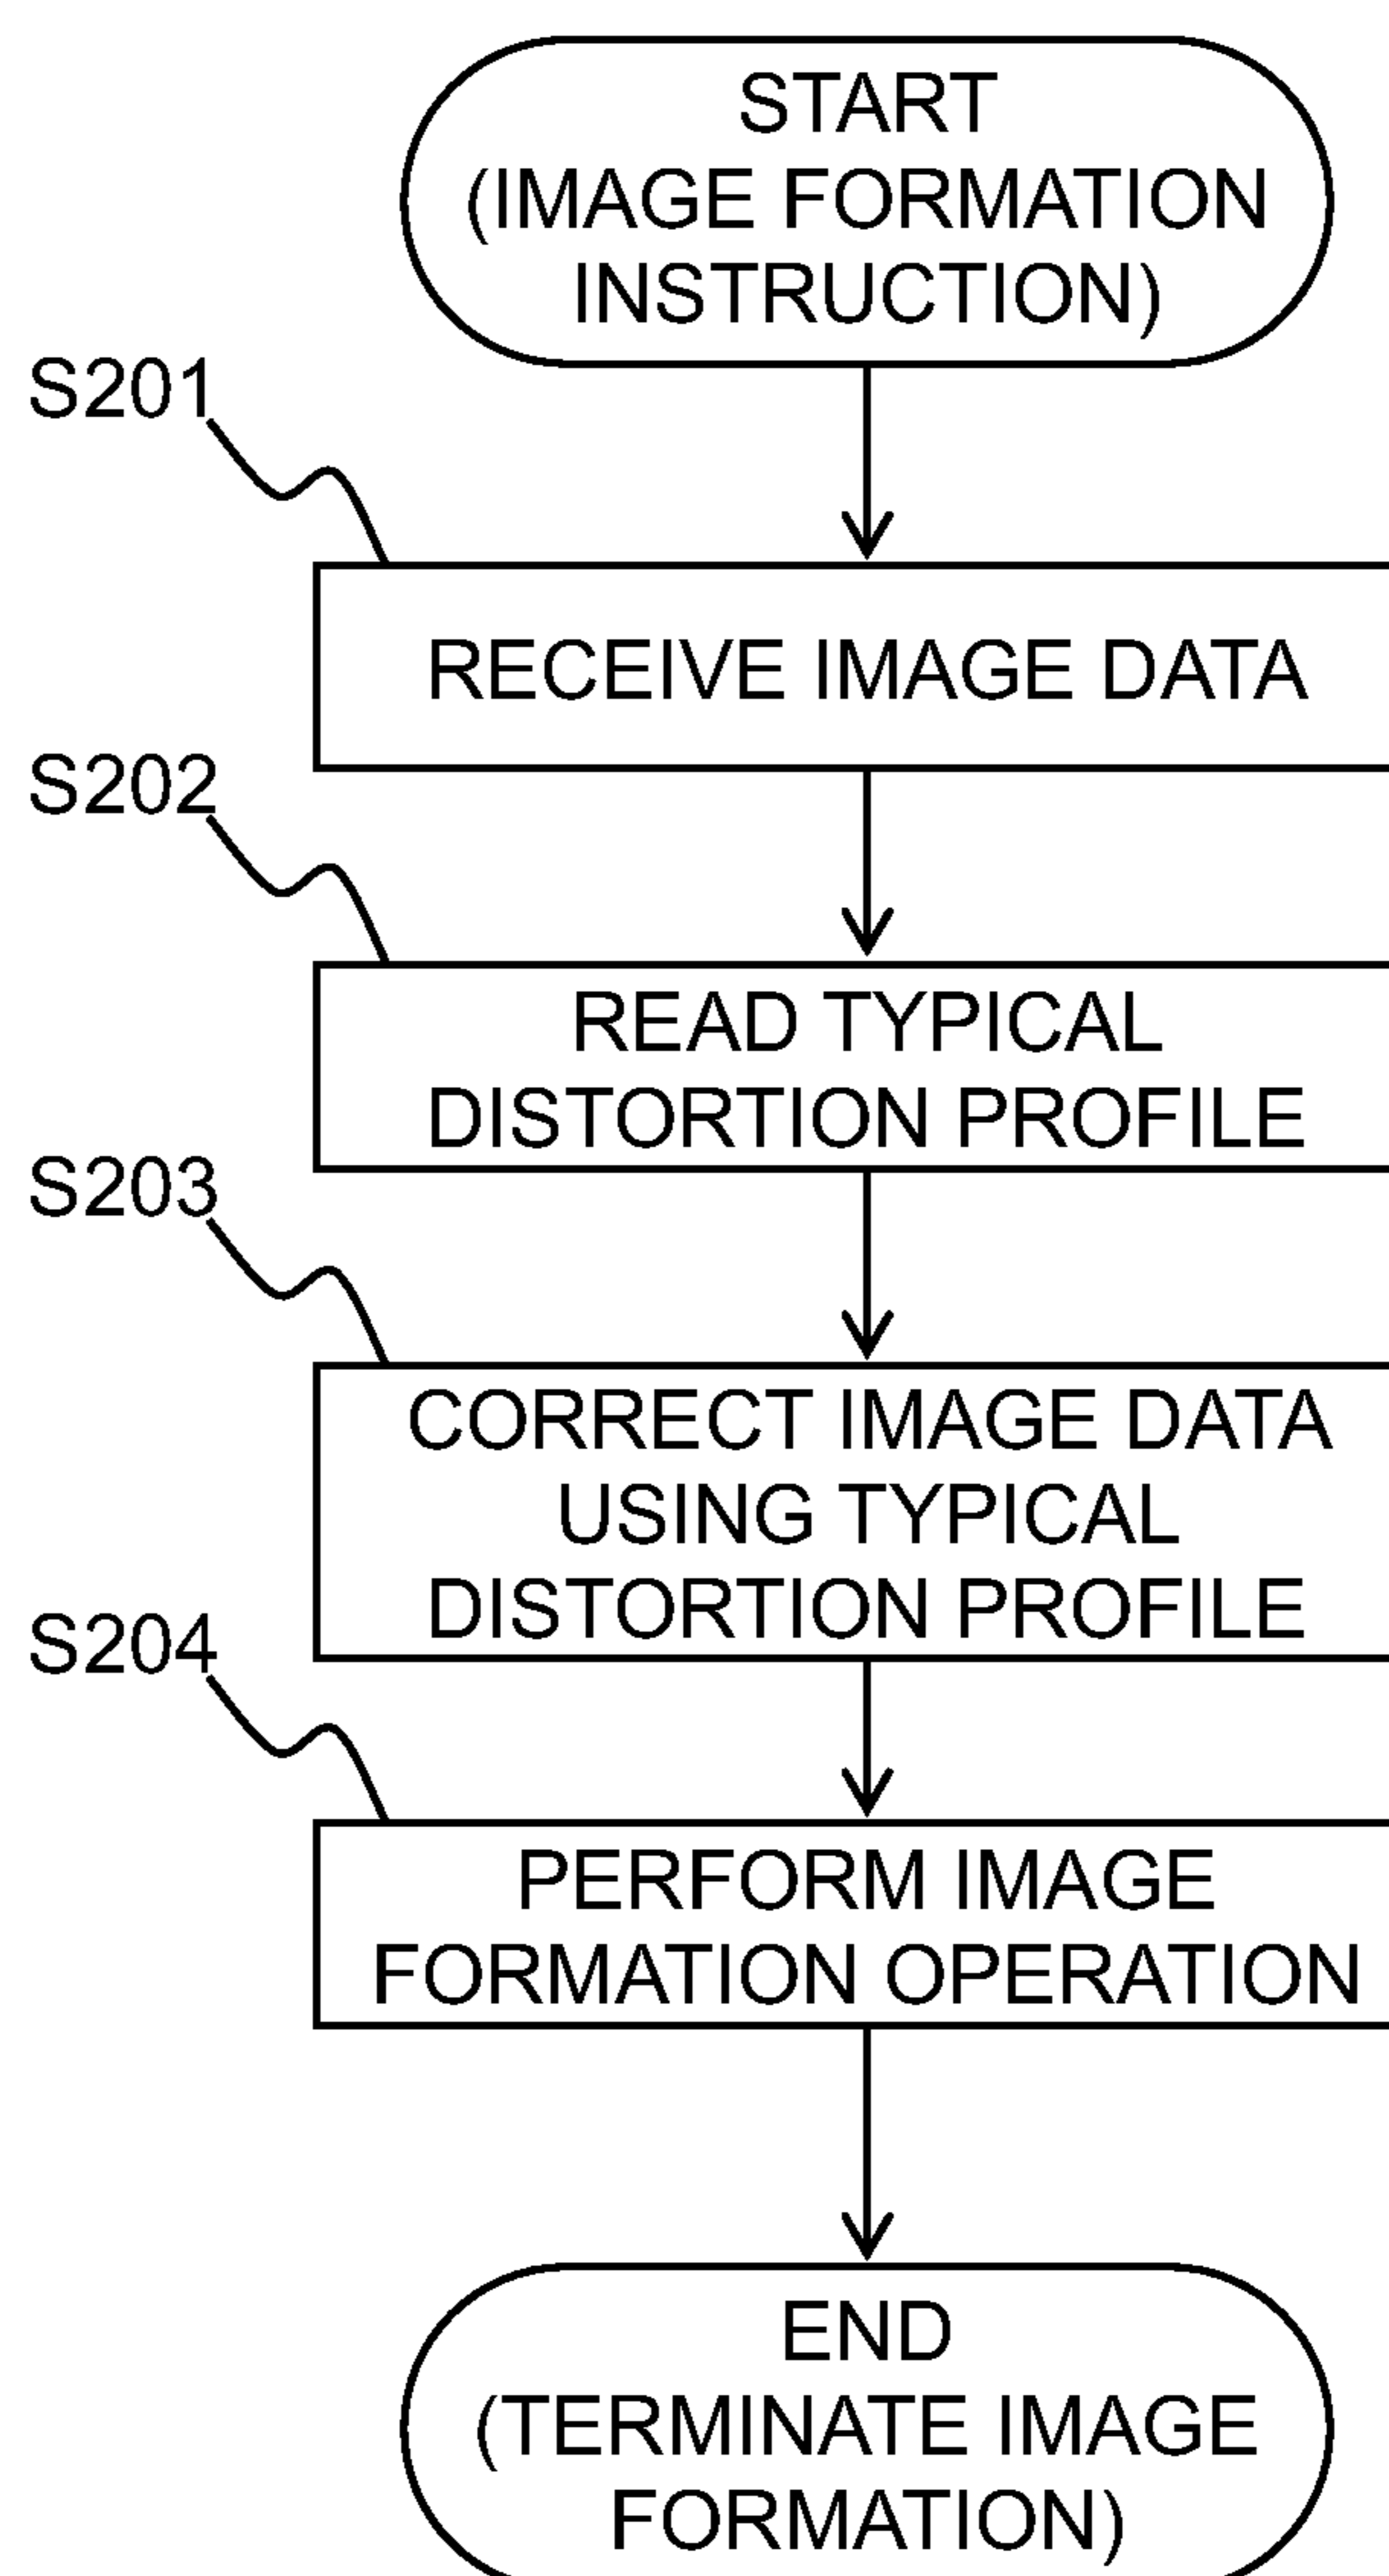 START
(IMAGE FORMATION
INSTRUCTION)
S201
RECEIVE IMAGE DATA
S202
READ TYPICAL
DISTORTION PROFILE
S203
CORRECT IMAGE DATA
USING TYPICAL
DISTORTION PROFILE
S204
PERFORM IMAGE
FORMATION OPERATION
END
(TERMINATE IMAGE
FORMATION)